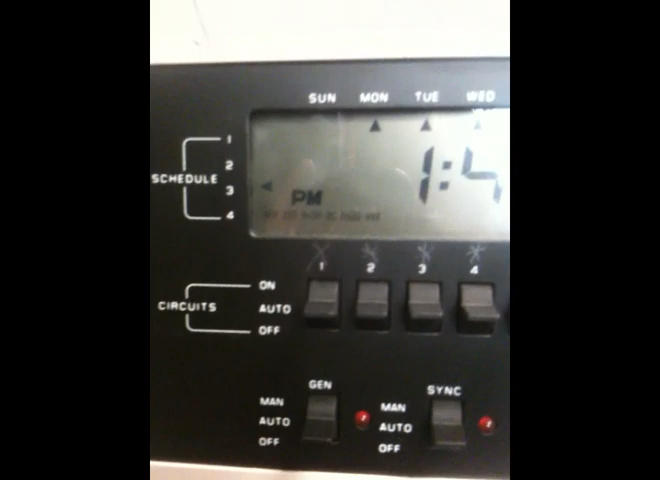 SUN MON TUE WED
1
2
SCHEDULE
3
4
1:4
PM
1 2 3 4
ON
CIRCUITS
AUTO
OFF
GEN
MAN
AUTO
OFF
SYNC
MAN
AUTO
OFF